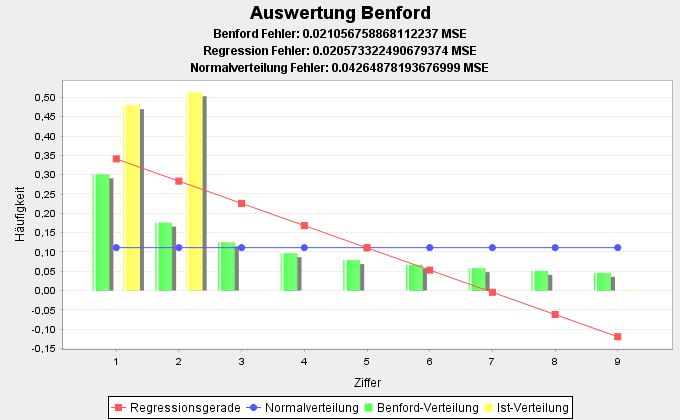 Auswertung Benford
Benford Fehler: 0.021056758868112237 MSE
Regression Fehler: 0.020573322490679374 MSE
Normalverteilung Fehler: 0.04264878193676999 MSE
Häufigkeit
0,50
0,45
0,40
0,35
0,30
0,25
0,20
0,15
0,10
0,05
0,00
-0,05
-0,10
-0,15
1 2 3 4 5 6 7 8 9
Ziffer
Regressionsgerade Normalverteilung Benford-Verteilung Ist-Verteilung